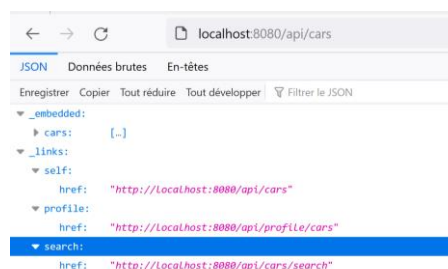 localhost:8080/api/cars
JSON Données brutes En-têtes
Enregistrer Copier Tout réduire Tout développer Filtrer le JSON
_embedded:
cars: […]
_links:
self:
href: "http://localhost:8080/api/cars"
profile:
href: "http://localhost:8080/api/profile/cars"
search:
href: "http://localhost:8080/api/cars/search"